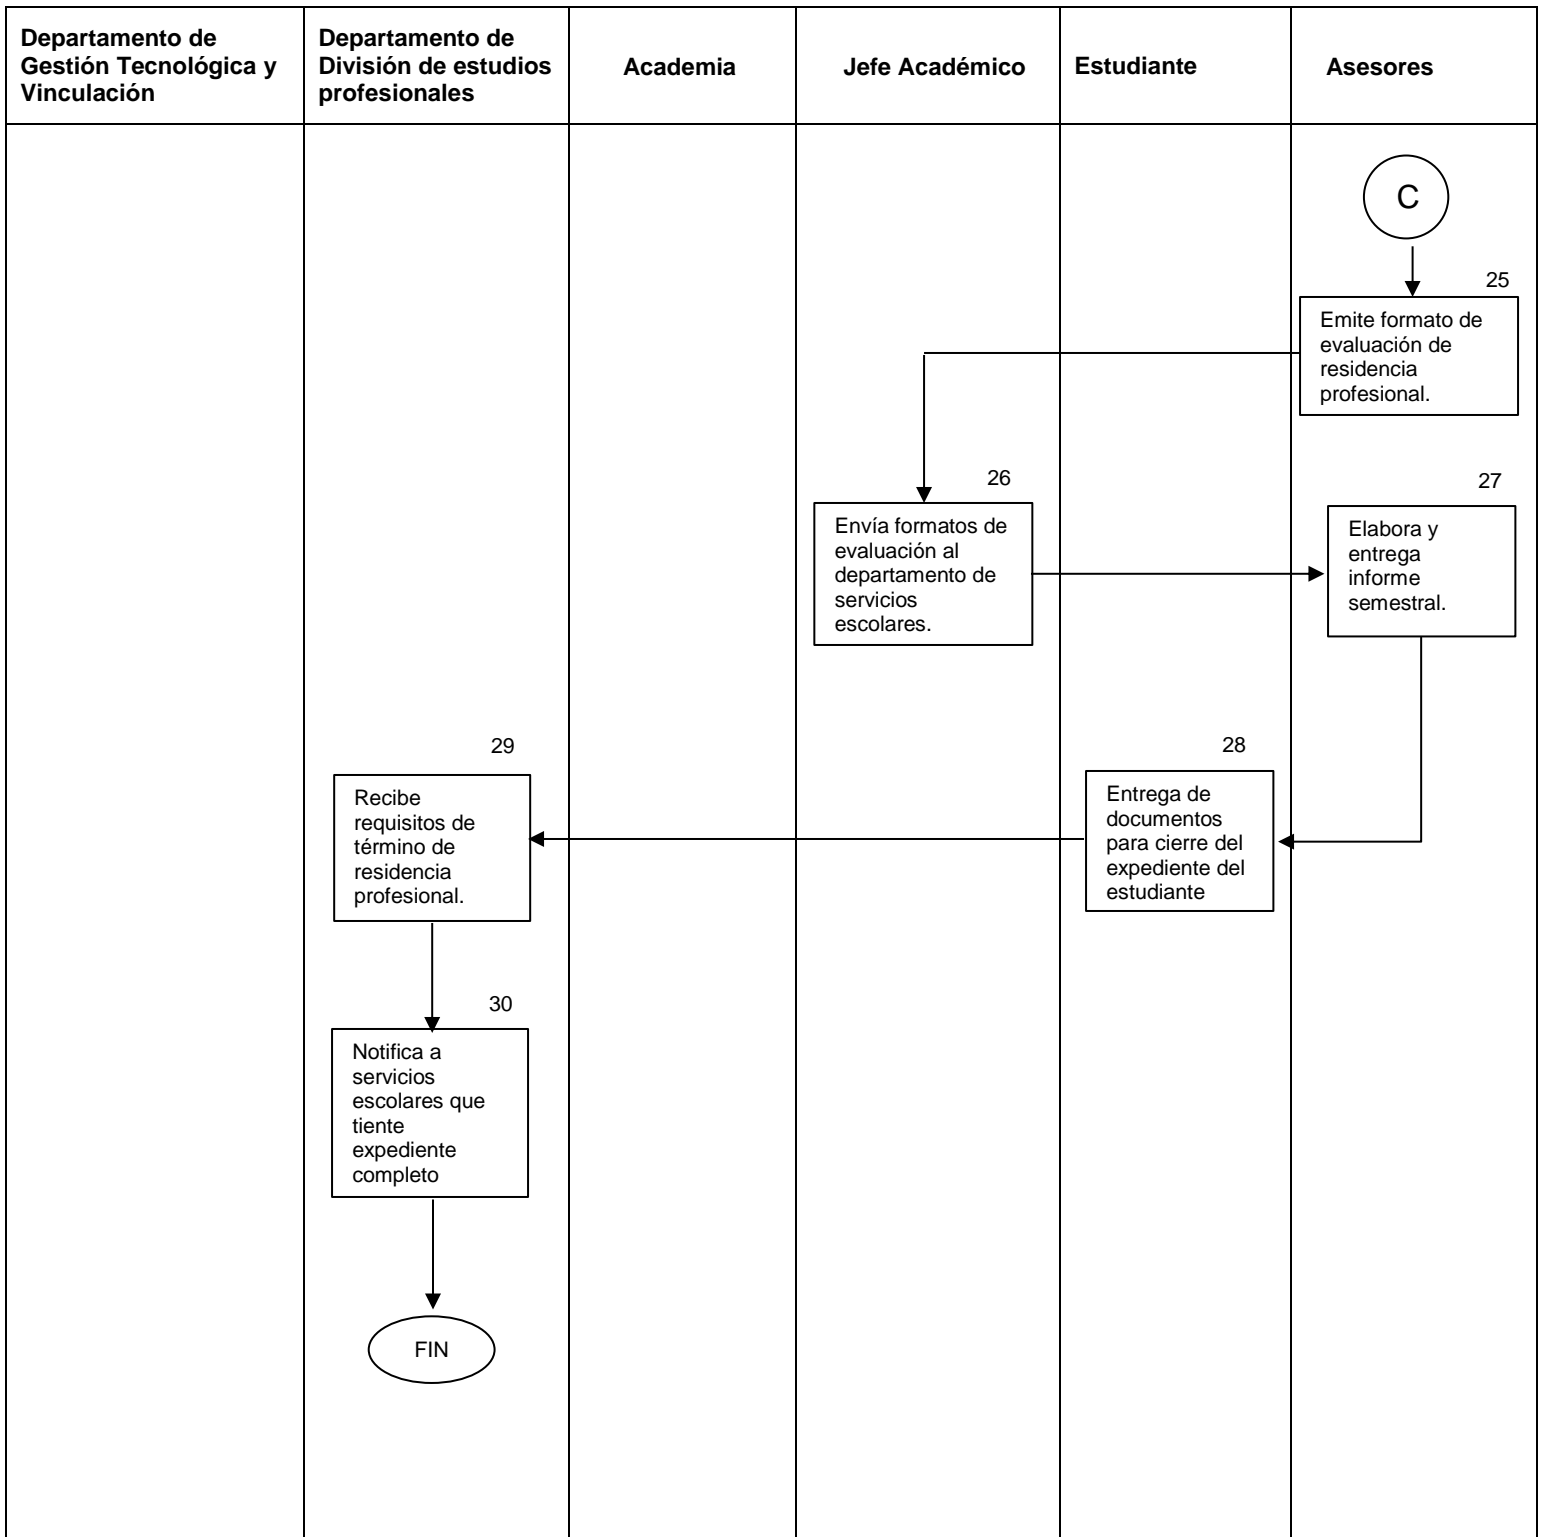 Departamento de
Gestión Tecnológica y
Vinculación
Departamento de
División de estudios
profesionales
Academia
Jefe Académico
Estudiante
Asesores
C
25
Emite formato de
evaluación de
residencia
profesional.
26
Envía formatos de
evaluación al
departamento de
servicios
escolares.
27
Elabora y
entrega
informe
semestral.
28
Entrega de
documentos
para cierre del
expediente del
estudiante
29
Recibe
requisitos de
término de
residencia
profesional.
30
Notifica a
servicios
escolares que
tiente
expediente
completo
FIN